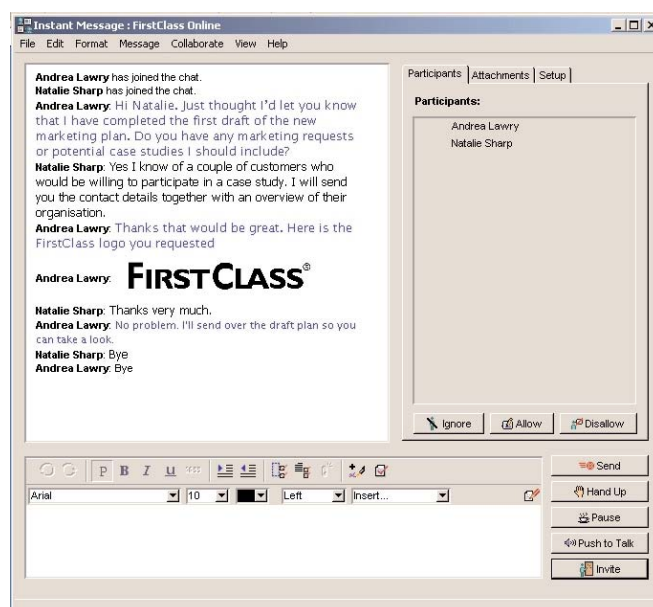 Instant Message : FirstClass Online
File Edit Format Message Collaborate View Help
Andrea Lawry has joined the chat.
Natalie Sharp has joined the chat.
Andrea Lawry: Hi Natalie. Just thought I'd let you know
that I have completed the first draft of the new
marketing plan. Do you have any marketing requests
or potential case studies I should include?
Natalie Sharp: Yes I know of a couple of customers who
would be willing to participate in a case study. I will send
you the contact details together with an overview of their
organisation.
Andrea Lawry: Thanks that would be great. Here is the
FirstClass logo you requested
Andrea Lawry: FIRSTCLASS®
Natalie Sharp: Thanks very much.
Andrea Lawry: No problem. I'll send over the draft plan so you
can take a look.
Natalie Sharp: Bye
Andrea Lawry: Bye
Participants Attachments Setup
Participants:
Andrea Lawry
Natalie Sharp
Ignore Allow Disallow
P B I U
Arial 10 Left Insert...
Send
Hand Up
Pause
Push to Talk
Invite